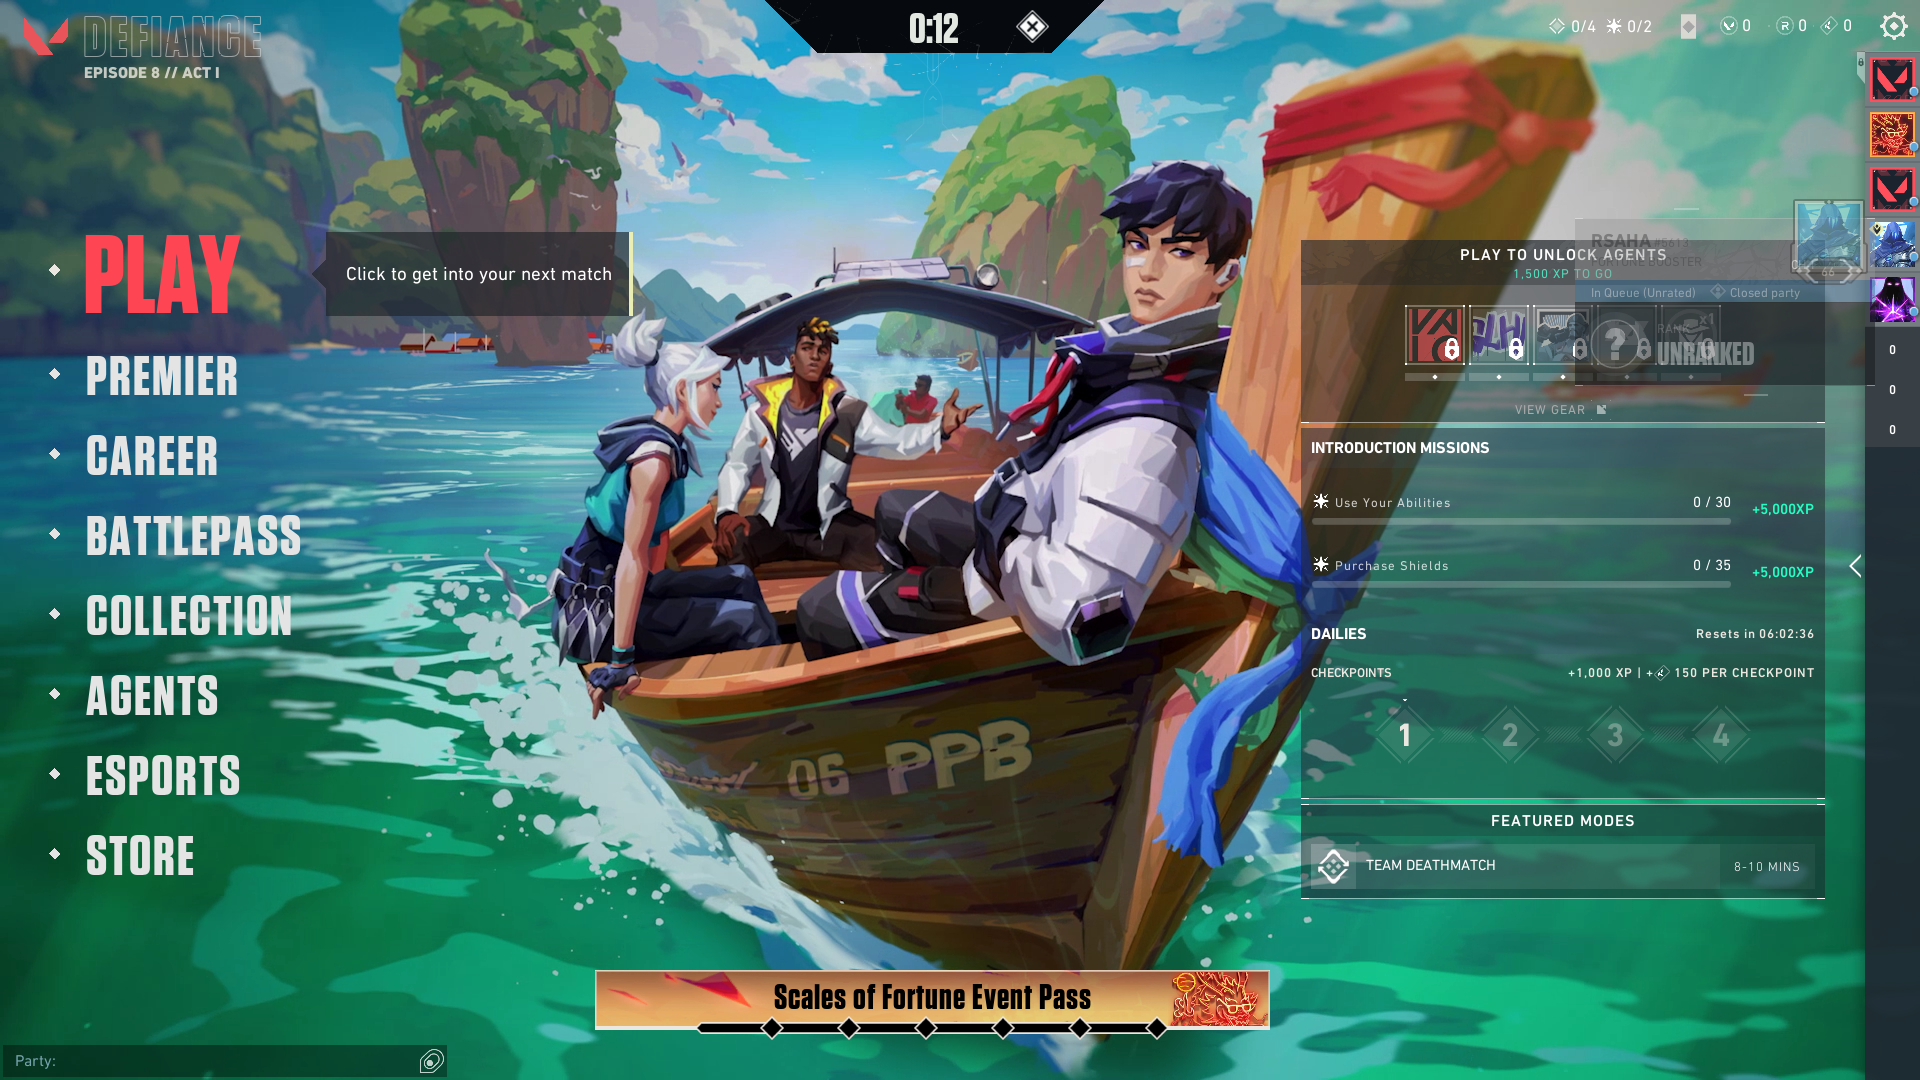 DEFIANCE
EPISODE 8 // ACT I
0:12
0/4
0/2
0
R
0
0
PLAY
Click to get into your next match
PREMIER
CAREER
BATTLEPASS
COLLECTION
AGENTS
ESPORTS
STORE
PLAY TO UNLOCK AGENTS
1,500 XP TO GO
RSAHA #5613
In Queue (Unrated)
Closed party
66
?
x1
RANK
UNRANKED
VIEW GEAR
0
0
0
INTRODUCTION MISSIONS
Use Your Abilities
0 / 30
+5,000XP
Purchase Shields
0 / 35
+5,000XP
DAILIES
Resets in 06:02:36
CHECKPOINTS
+1,000 XP | + 150 PER CHECKPOINT
1
2
3
4
FEATURED MODES
TEAM DEATHMATCH
8-10 MINS
06 PPB
Scales of Fortune Event Pass
Party: